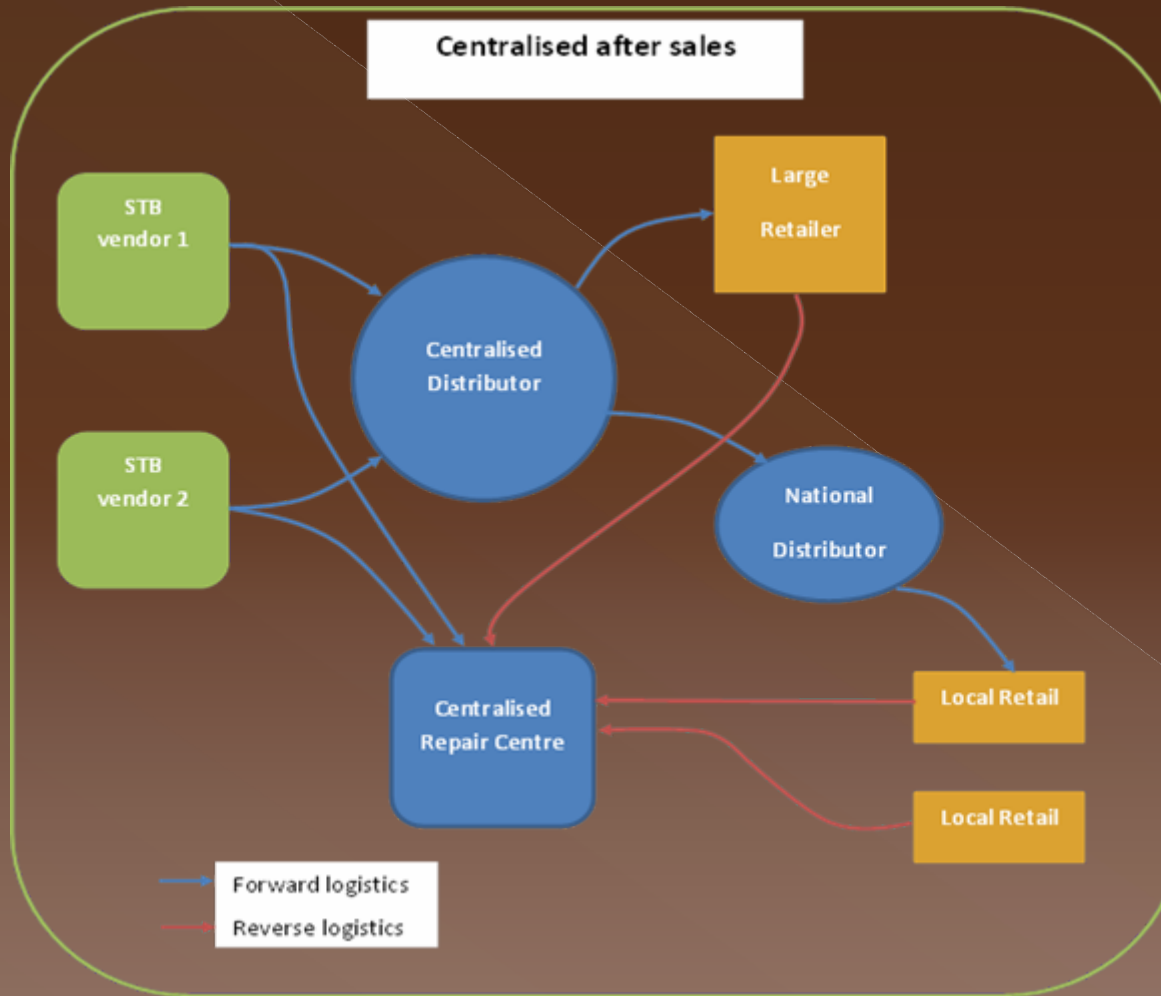 Centralised after sales
STB
vendor 1
Large
Retailer
Centralised
Distributor
STB
vendor 2
National
Distributor
Centralised
Repair Centre
Local Retail
Local Retail
Forward logistics
Reverse logistics